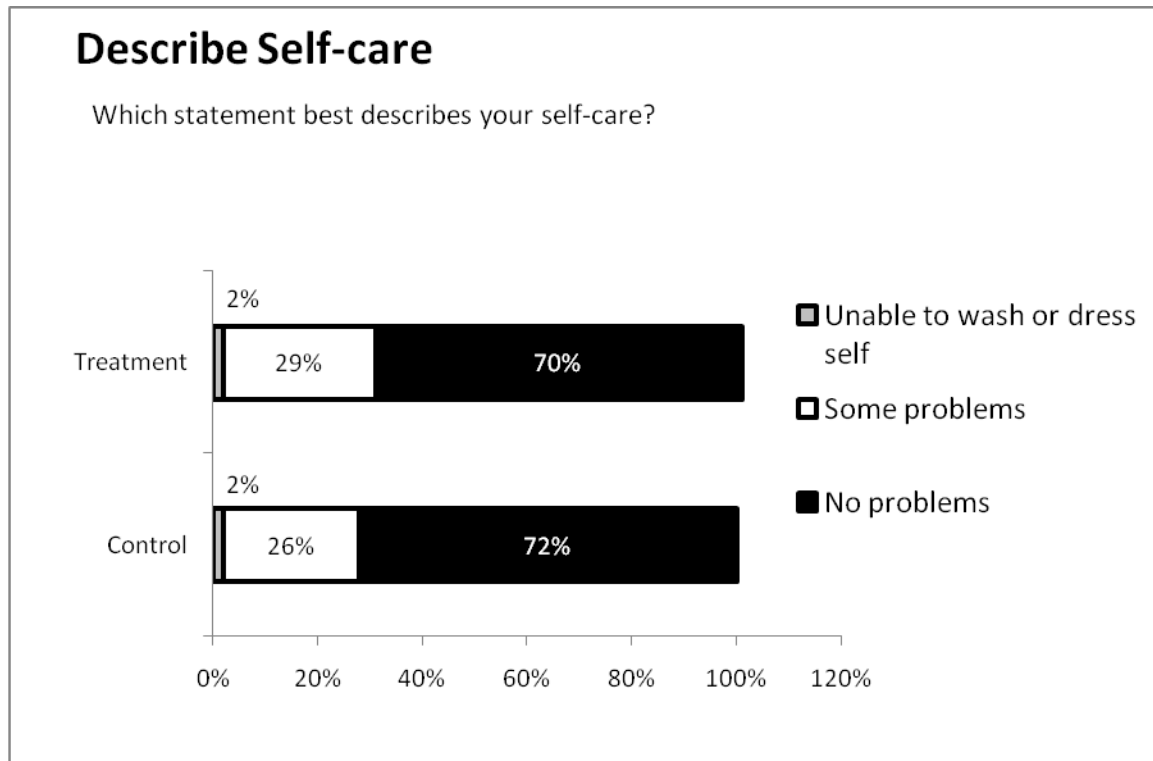 Describe Self-care
Which statement best describes your self-care?
2%
Treatment
29%
70%
2%
Control
26%
72%
0%
20%
40%
60%
80%
100%
120%
Unable to wash or dress
self
Some problems
No problems